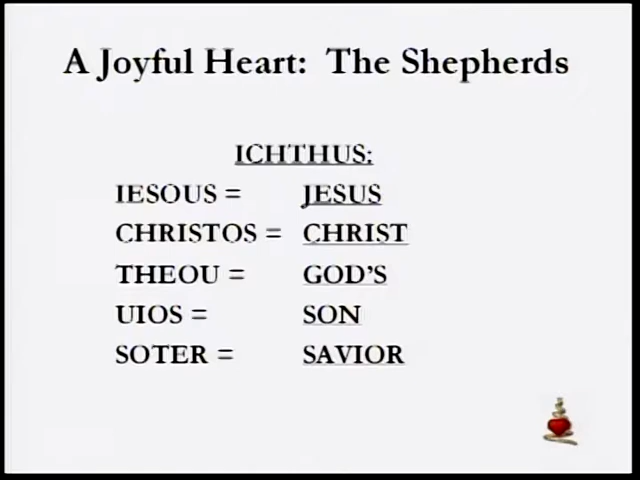 A Joyful Heart: The Shepherds
ICHTHUS:
IESOUS = JESUS
CHRISTOS = CHRIST
THEOU = GOD'S
UIOS = SON
SOTER = SAVIOR